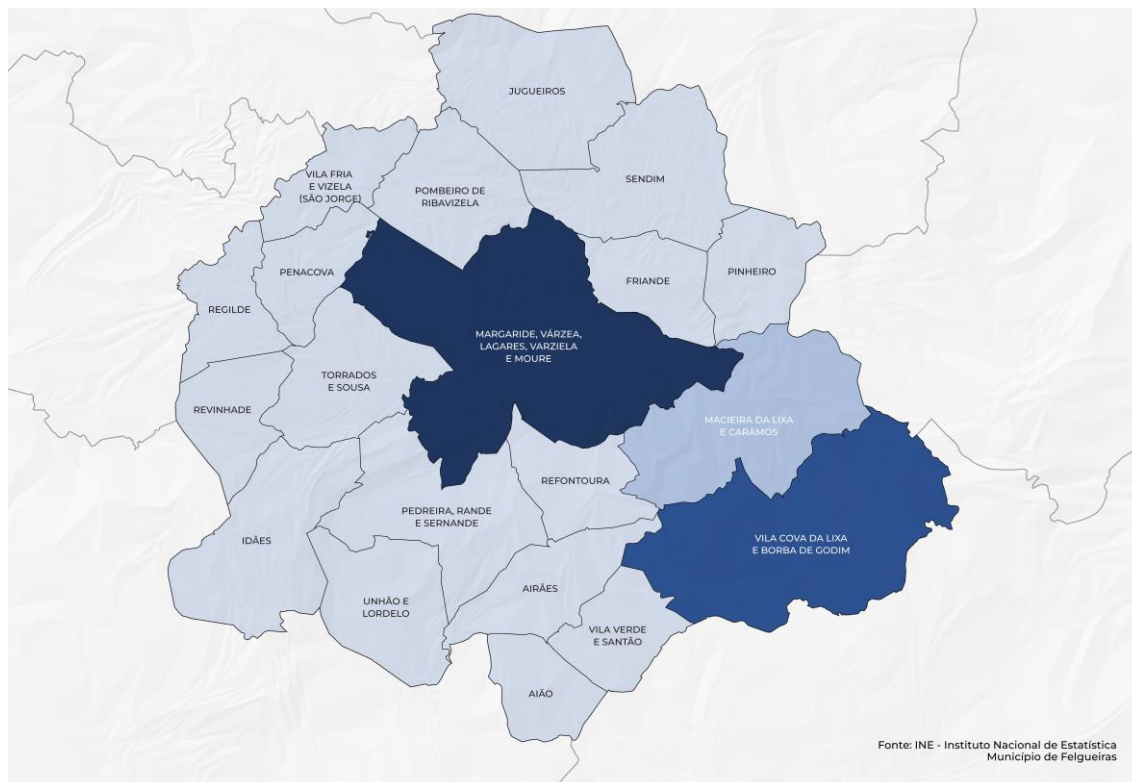 JUGUEIROS
SENDIM
VILA FRIA
E VIZELA
(SÃO JORGE)
POMBEIRO DE
RIBAVIZELA
PENACOVA
FRIANDE
PINHEIRO
REGILDE
MARGARIDE, VÁRZEA,
LAGARES, VARZIELA
E MOURE
TORRADOS
E SOUSA
REVINHADE
MACIEIRA DA LIXA
E CARAMOS
REFONTOURA
PEDREIRA, RANDE
E SERNANDE
IDÃES
VILA COVA DA LIXA
E BORBA DE GODIM
AIRÃES
UNHÃO E
LORDELO
VILA VERDE
E SANTÃO
AIÃO
Fonte: INE - Instituto Nacional de Estatística
Município de Felgueiras